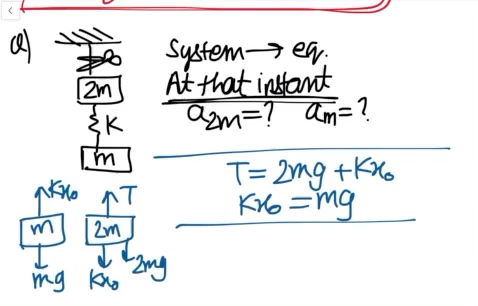 Q)
System → eq.
At that instant
a2m=? am=?
2m
K
m
T= 2mg +Kx₀
Kx₀ = mg
Kx₀
T
m
2m
mg
Kx₀
2mg